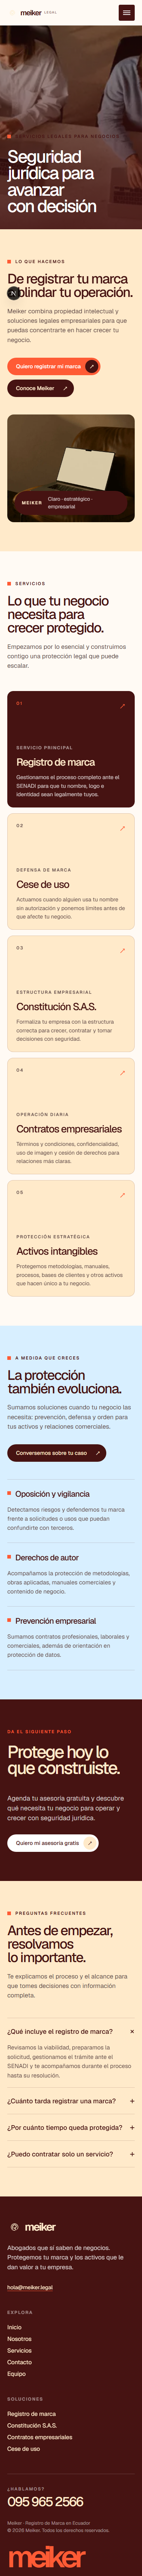 meiker LEGAL
SERVICIOS LEGALES PARA NEGOCIOS
Seguridad
jurídica para
avanzar
con decisión
LO QUE HACEMOS
De registrar tu marca
blindar tu operación.
N
Meiker combina propiedad intelectual y
legales empresariales para que
puedas concentrarte en hacer crecer tu
negocio.
Quiero registrar mi marca ↗
Conoce Meiker ↗
MEIKER
Claro · estratégico ·
empresarial
SERVICIOS
Lo que tu negocio
necesita para
crecer protegido.
Empezamos por lo esencial y construimos
contigo una protección legal que puede
escalar.
01 ↗
SERVICIO PRINCIPAL
Registro de marca
Gestionamos el proceso completo ante el
SENADI para que tu nombre, logo e
identidad sean legalmente tuyos.
02 ↗
DEFENSA DE MARCA
Cese de uso
Actuamos cuando alguien usa tu nombre
sin autorización y ponemos límites antes de
que afecte tu negocio.
03 ↗
ESTRUCTURA EMPRESARIAL
Constitución S.A.S.
Formaliza tu empresa con la estructura
correcta para crecer, contratar y tomar
decisiones con seguridad.
04 ↗
OPERACIÓN DIARIA
Contratos empresariales
Términos y condiciones, confidencialidad,
uso de imagen y cesión de derechos para
relaciones más claras.
05 ↗
PROTECCIÓN ESTRATÉGICA
Activos intangibles
Protegemos metodologías, manuales,
procesos, bases de clientes y otros activos
que hacen único a tu negocio.
A MEDIDA QUE CRECES
La protección
también evoluciona.
Sumamos soluciones cuando tu negocio las
necesite: prevención, defensa y orden para
tus activos y relaciones comerciales.
Conversemos sobre tu caso ↗
Oposición y vigilancia
Detectamos riesgos y defendemos tu marca
frente a solicitudes o usos que puedan
confundirse con terceros.
Derechos de autor
Acompañamos la protección de metodologías,
obras aplicadas, manuales comerciales y
contenido de negocio.
Prevención empresarial
Sumamos contratos profesionales, laborales y
comerciales, además de orientación en
protección de datos.
DA EL SIGUIENTE PASO
Protege hoy lo
que construiste.
Agenda tu asesoría gratuita y descubre
qué necesita tu negocio para operar y
crecer con seguridad jurídica.
Quiero mi asesoría gratis ↗
PREGUNTAS FRECUENTES
Antes de empezar,
resolvamos
lo importante.
Te explicamos el proceso y el alcance para
que tomes decisiones con información
completa.
¿Qué incluye el registro de marca? ×
Revisamos la viabilidad, preparamos la
solicitud, gestionamos el trámite ante el
SENADI y te acompañamos durante el proceso
hasta su resolución.
¿Cuánto tarda registrar una marca? +
¿Por cuánto tiempo queda protegida? +
¿Puedo contratar solo un servicio? +
meiker
Abogados que sí saben de negocios.
Protegemos tu marca y los activos que le
dan valor a tu empresa.
hola@meiker.legal
EXPLORA
Inicio
Nosotros
Servicios
Contacto
Equipo
SOLUCIONES
Registro de marca
Constitución S.A.S.
Contratos empresariales
Cese de uso
¿HABLAMOS?
095 965 2566
Meiker · Registro de Marca en Ecuador
© 2026 Meiker. Todos los derechos reservados.
meiker